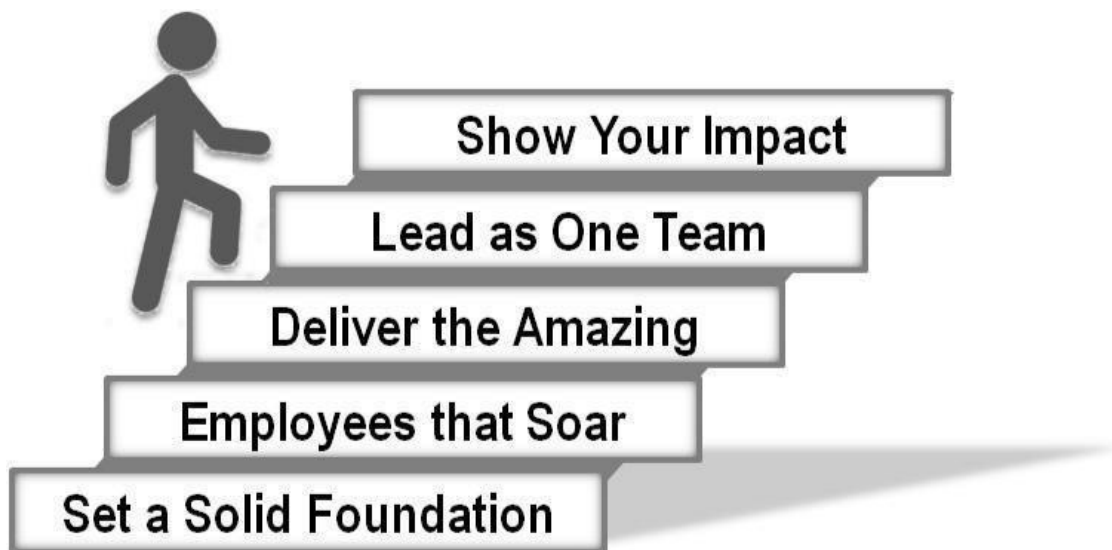 Show Your Impact
Lead as One Team
Deliver the Amazing
Employees that Soar
Set a Solid Foundation